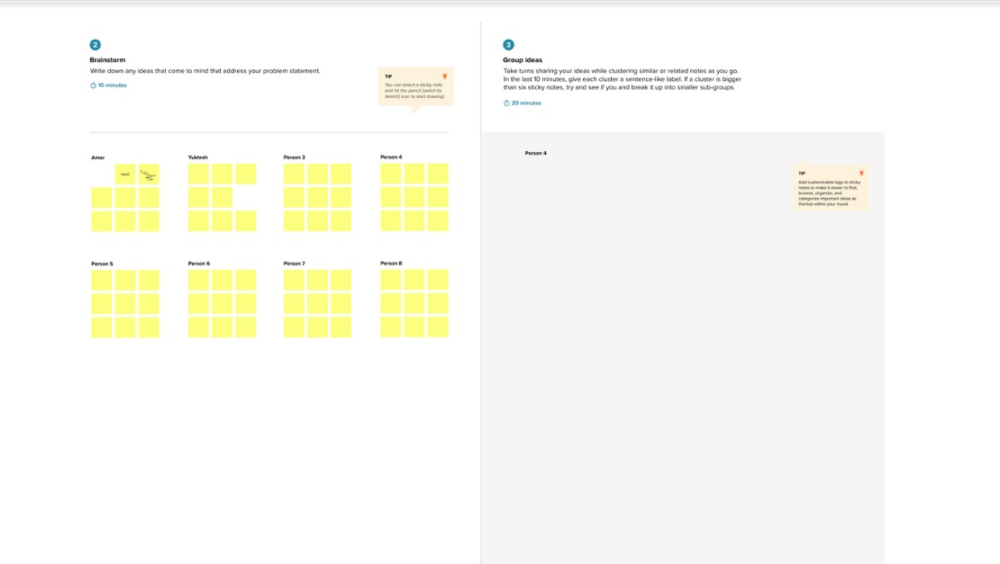 2
Brainstorm
Write down any ideas that come to mind that address your problem statement.
10 minutes
TIP
You can select a sticky note
and hit the pencil [switch to
sketch] icon to start drawing!
Amar
Yuktesh
Person 3
Person 4
Person 5
Person 6
Person 7
Person 8
3
Group ideas
Take turns sharing your ideas while clustering similar or related notes as you go.
In the last 10 minutes, give each cluster a sentence-like label. If a cluster is bigger
than six sticky notes, try and see if you and break it up into smaller sub-groups.
20 minutes
Person 4
TIP
Add customizable tags to sticky
notes to make it easier to find,
browse, organize, and
categorize important ideas as
themes within your mural.